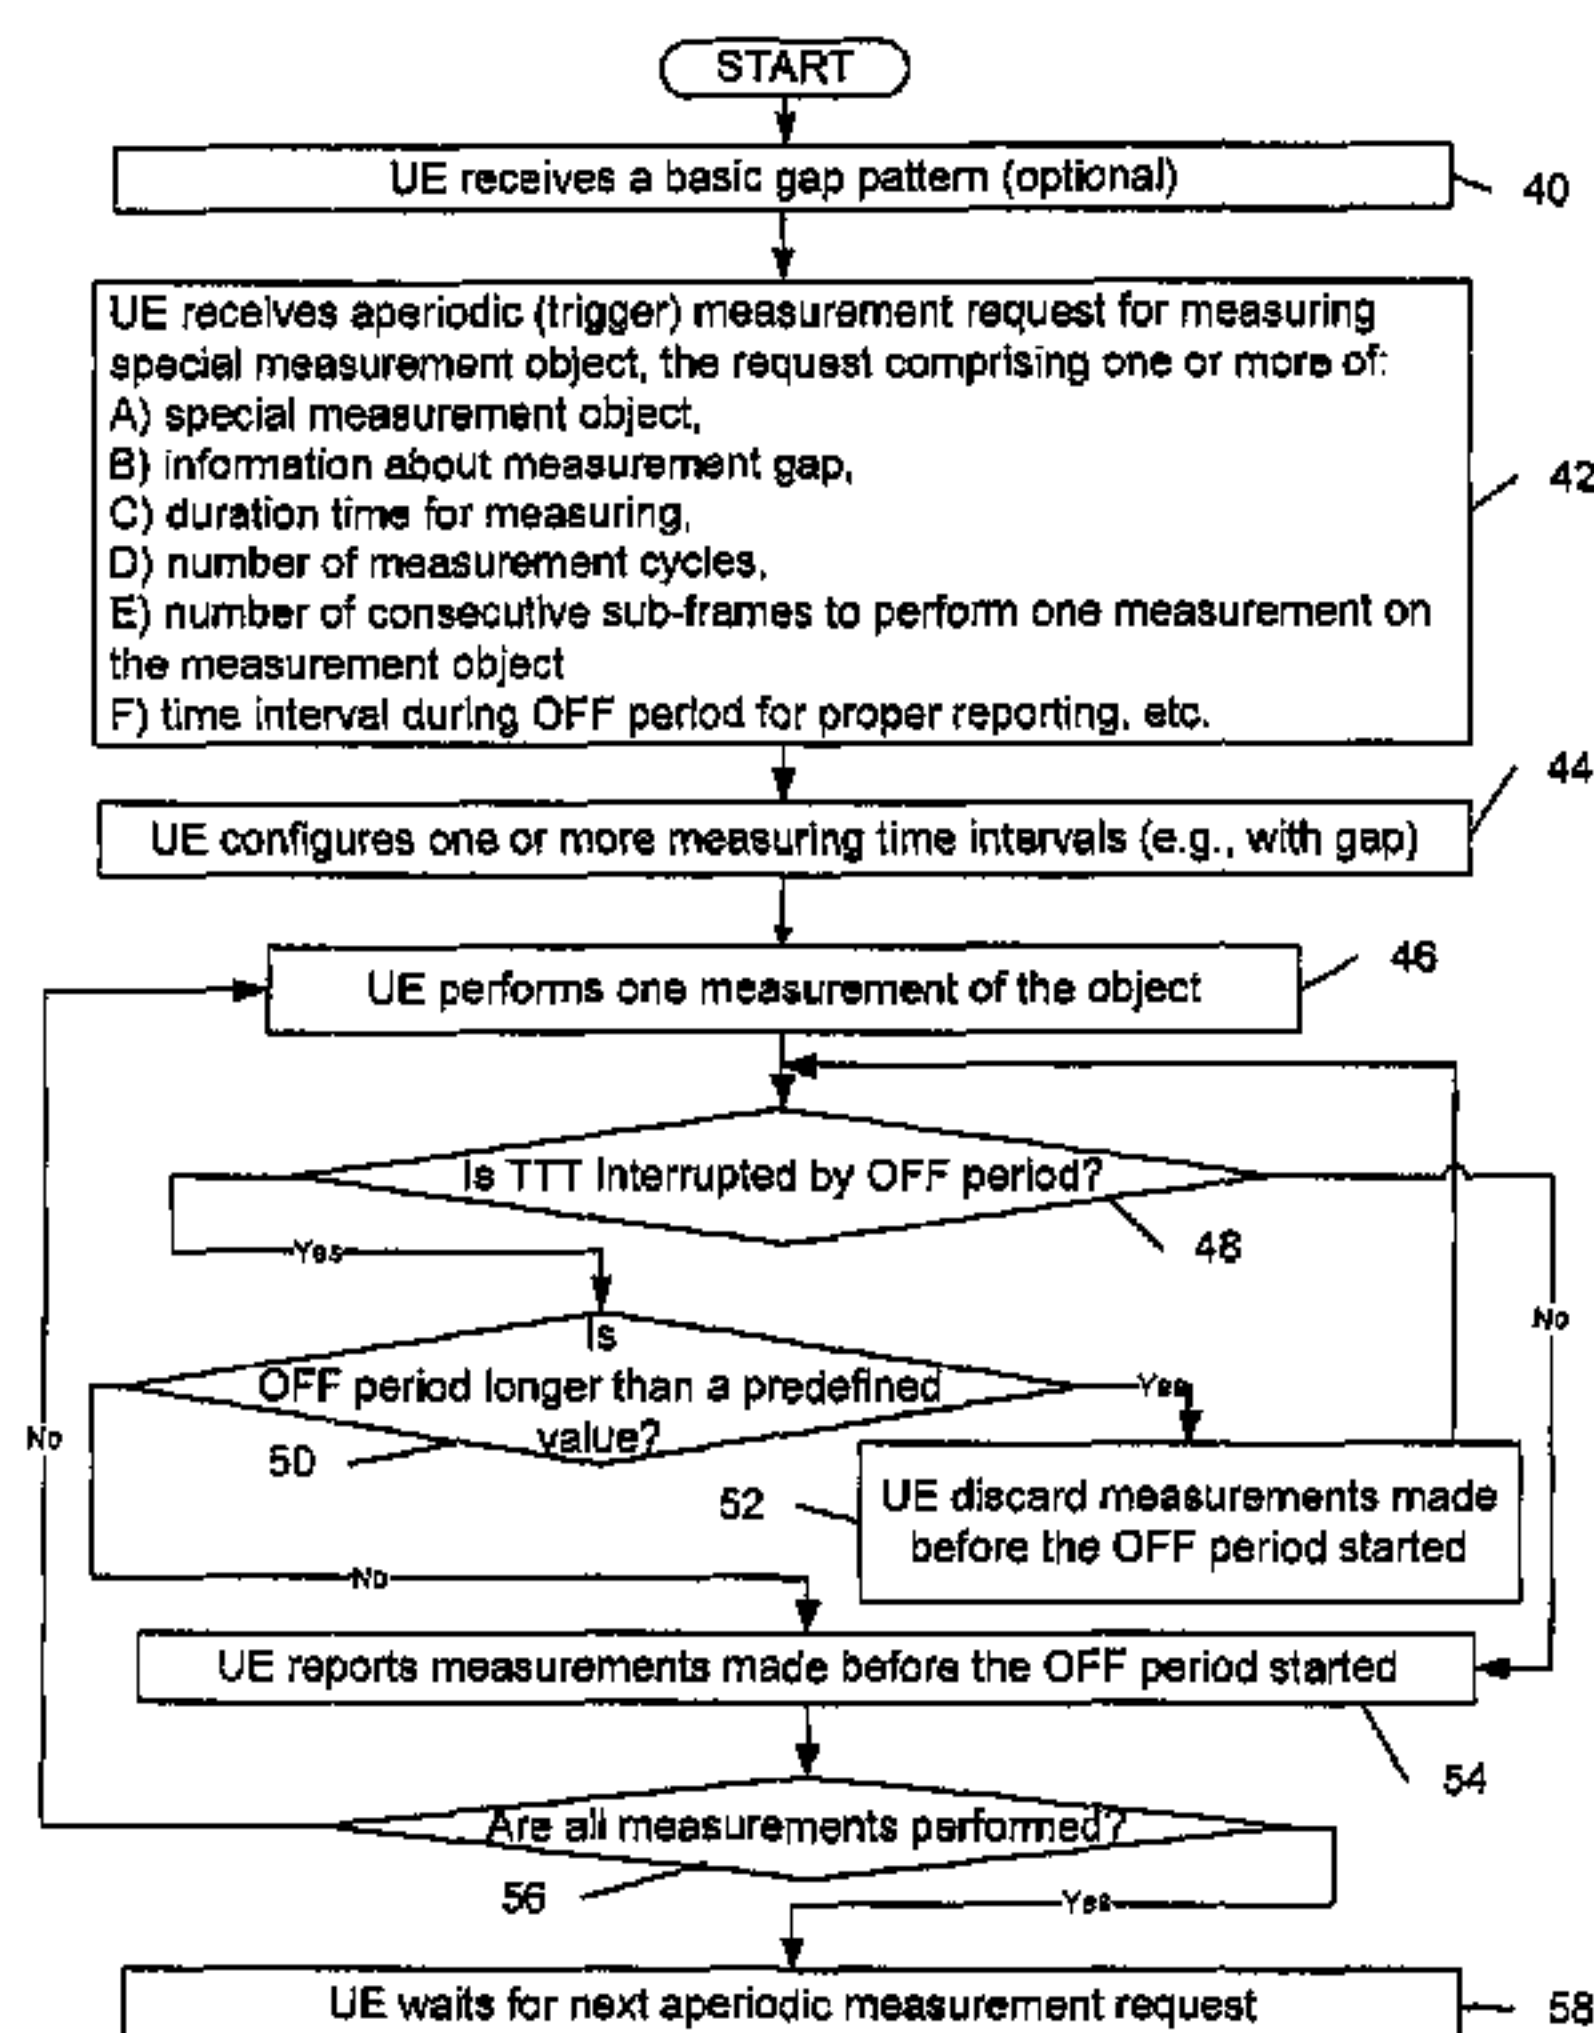 START
UE receives a basic gap pattern (optional)
40
UE receives aperiodic (trigger) measurement request for measuring
special measurement object, the request comprising one or more of:
A) special measurement object,
B) information about measurement gap,
C) duration time for measuring,
D) number of measurement cycles,
E) number of consecutive sub-frames to perform one measurement on
the measurement object
F) time interval during OFF period for proper reporting, etc.
42
44
UE configures one or more measuring time intervals (e.g., with gap)
46
UE performs one measurement of the object
Is TTT Interrupted by OFF period?
48
Yes
No
Is
OFF period longer than a predefined
value?
Yes
No
50
52
UE discard measurements made
before the OFF period started
No
UE reports measurements made before the OFF period started
54
Are all measurements performed?
56
Yes
UE waits for next aperiodic measurement request
58